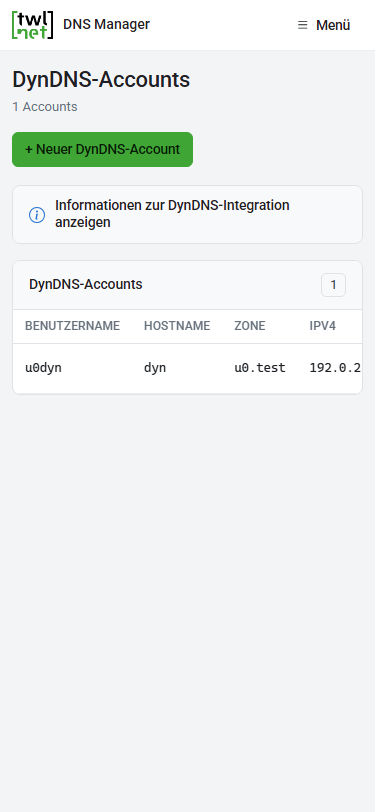 twl
net
DNS Manager
☰ Menü
DynDNS-Accounts
1 Accounts
+ Neuer DynDNS-Account
Informationen zur DynDNS-Integration
anzeigen
DynDNS-Accounts 1
BENUTZERNAME HOSTNAME ZONE IPV4
u0dyn dyn u0.test 192.0.2